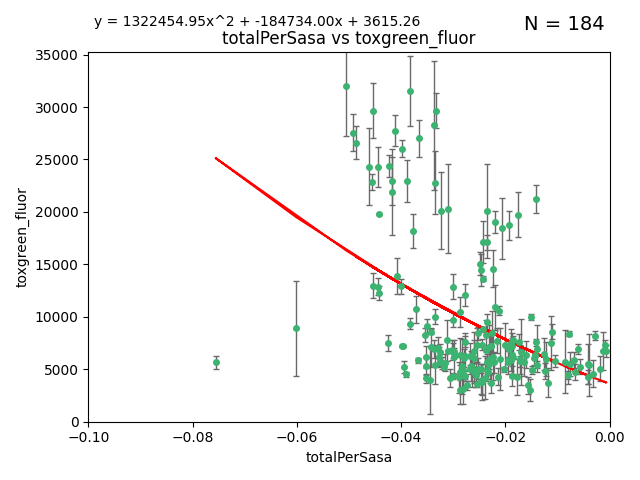 y = 1322454.95x^2 + -184734.00x + 3615.26
N = 184
totalPerSasa vs toxgreen_fluor
35000
30000
25000
20000
15000
10000
5000
0
toxgreen_fluor
−0.10
−0.08
−0.06
−0.04
−0.02
0.00
totalPerSasa